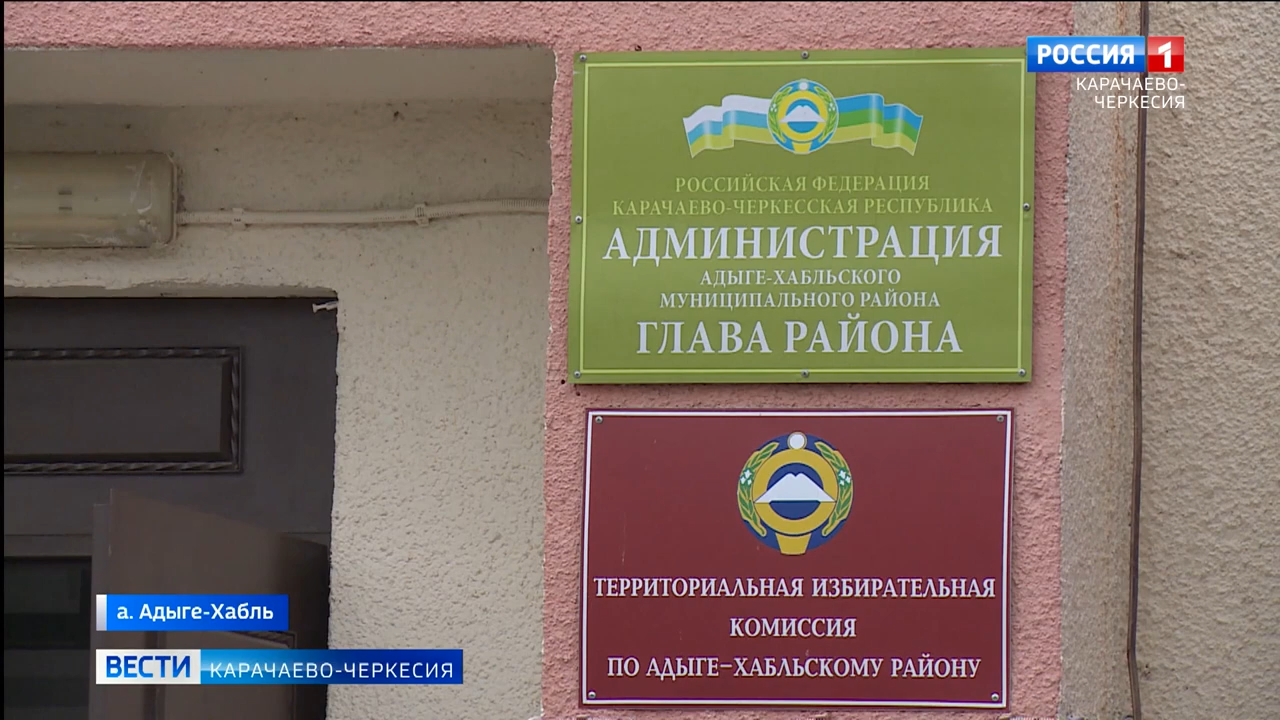 РОССИЯ 1
КАРАЧАЕВО-
ЧЕРКЕСИЯ
РОССИЙСКАЯ ФЕДЕРАЦИЯ
КАРАЧАЕВО-ЧЕРКЕССКАЯ РЕСПУБЛИКА
АДМИНИСТРАЦИЯ
АДЫГЕ-ХАБЛЬСКОГО
МУНИЦИПАЛЬНОГО РАЙОНА
ГЛАВА РАЙОНА
ТЕРРИТОРИАЛЬНАЯ ИЗБИРАТЕЛЬНАЯ
КОМИССИЯ
ПО АДЫГЕ-ХАБЛЬСКОМУ РАЙОНУ
а. Адыге-Хабль
ВЕСТИ КАРАЧАЕВО-ЧЕРКЕСИЯ